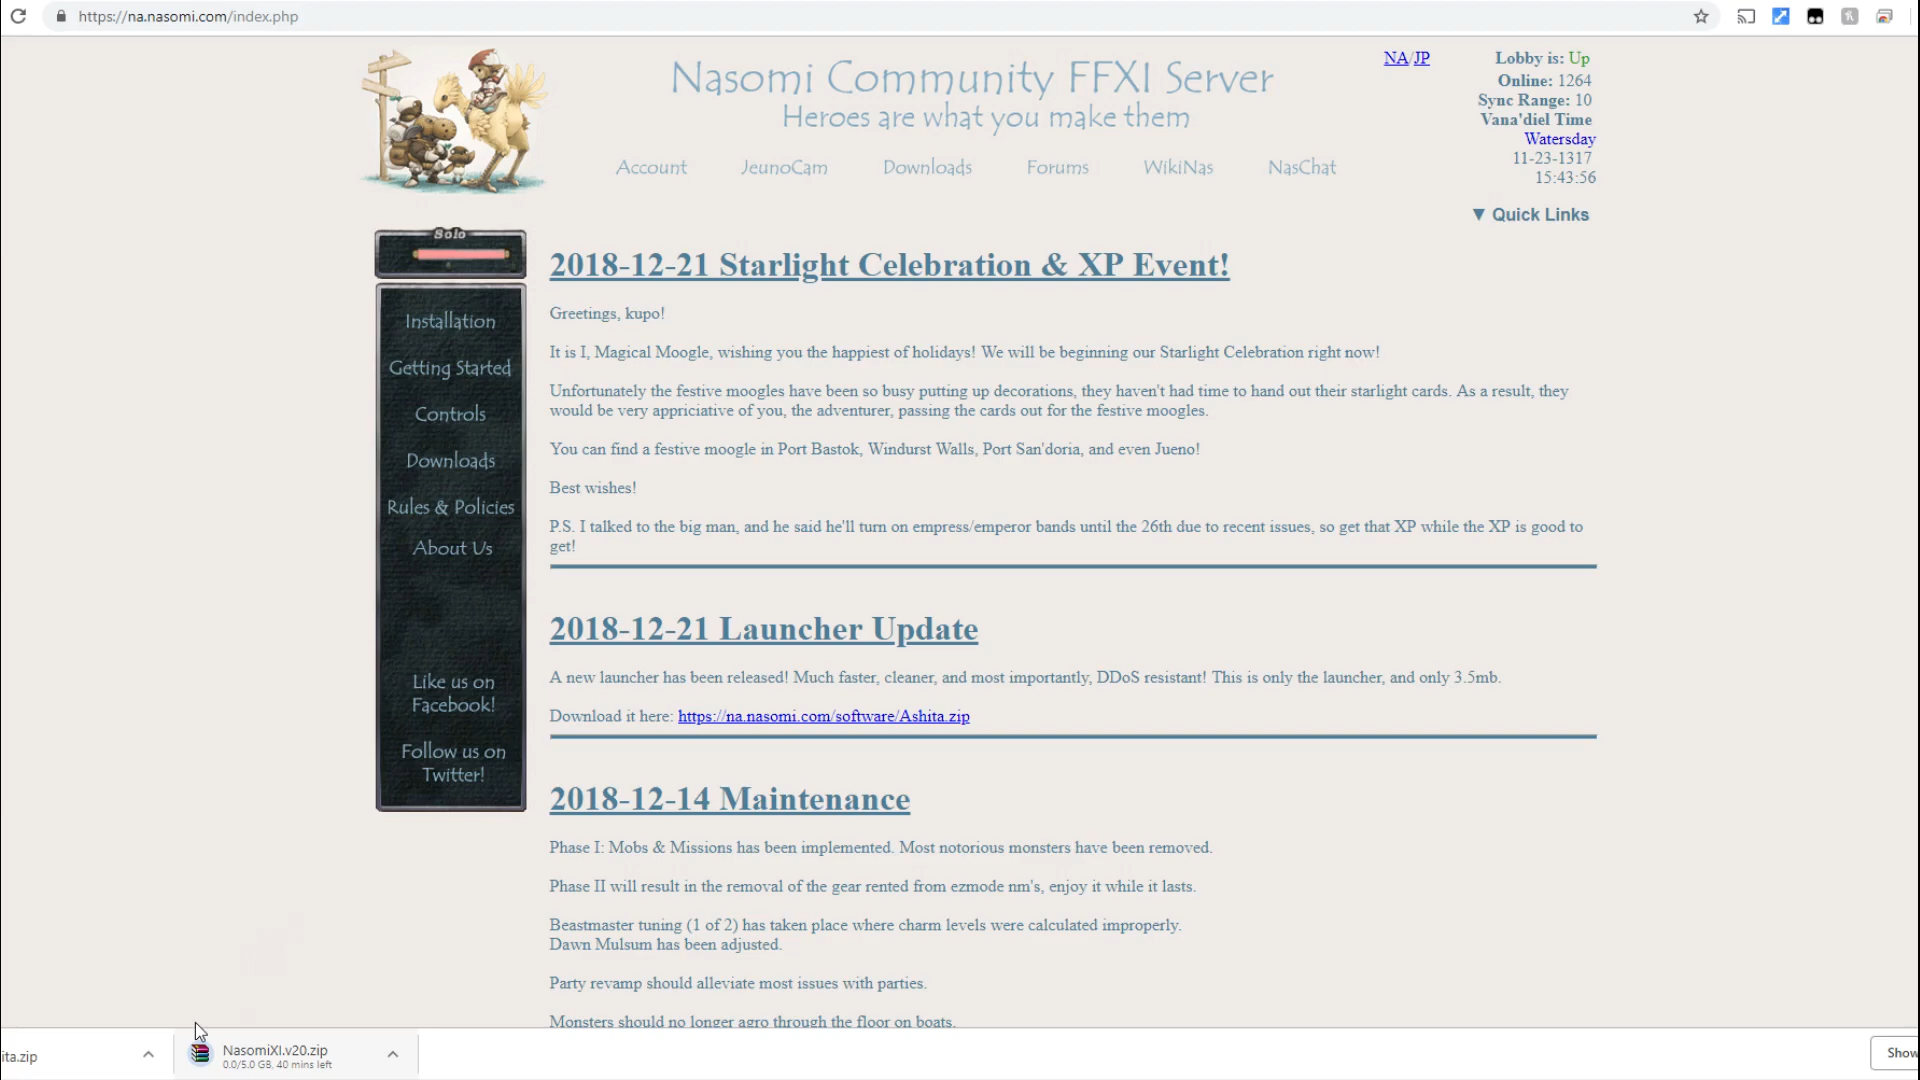 https://na.nasomi.com/index.php
Nasomi Community FFXI Server
Heroes are what you make them
NA/JP
Lobby is: Up
Online: 1264
Sync Range: 10
Vana'diel Time
Watersday
11-23-1317
15:43:56
Account JeunoCam Downloads Forums WikiNas NasChat
▼ Quick Links
Solo
Installation
Getting Started
Controls
Downloads
Rules & Policies
About Us
Like us on
Facebook!
Follow us on
Twitter!
2018-12-21 Starlight Celebration & XP Event!
Greetings, kupo!
It is I, Magical Moogle, wishing you the happiest of holidays! We will be beginning our Starlight Celebration right now!
Unfortunately the festive moogles have been so busy putting up decorations, they haven't had time to hand out their starlight cards. As a result, they
would be very appriciative of you, the adventurer, passing the cards out for the festive moogles.
You can find a festive moogle in Port Bastok, Windurst Walls, Port San'doria, and even Jueno!
Best wishes!
P.S. I talked to the big man, and he said he'll turn on empress/emperor bands until the 26th due to recent issues, so get that XP while the XP is good to
get!
2018-12-21 Launcher Update
A new launcher has been released! Much faster, cleaner, and most importantly, DDoS resistant! This is only the launcher, and only 3.5mb.
Download it here: https://na.nasomi.com/software/Ashita.zip
2018-12-14 Maintenance
Phase I: Mobs & Missions has been implemented. Most notorious monsters have been removed.
Phase II will result in the removal of the gear rented from ezmode nm's, enjoy it while it lasts.
Beastmaster tuning (1 of 2) has taken place where charm levels were calculated improperly.
Dawn Mulsum has been adjusted.
Party revamp should alleviate most issues with parties.
Monsters should no longer agro through the floor on boats.
ita.zip
NasomiXI.v20.zip
0.0/5.0 GB, 40 mins left
Show